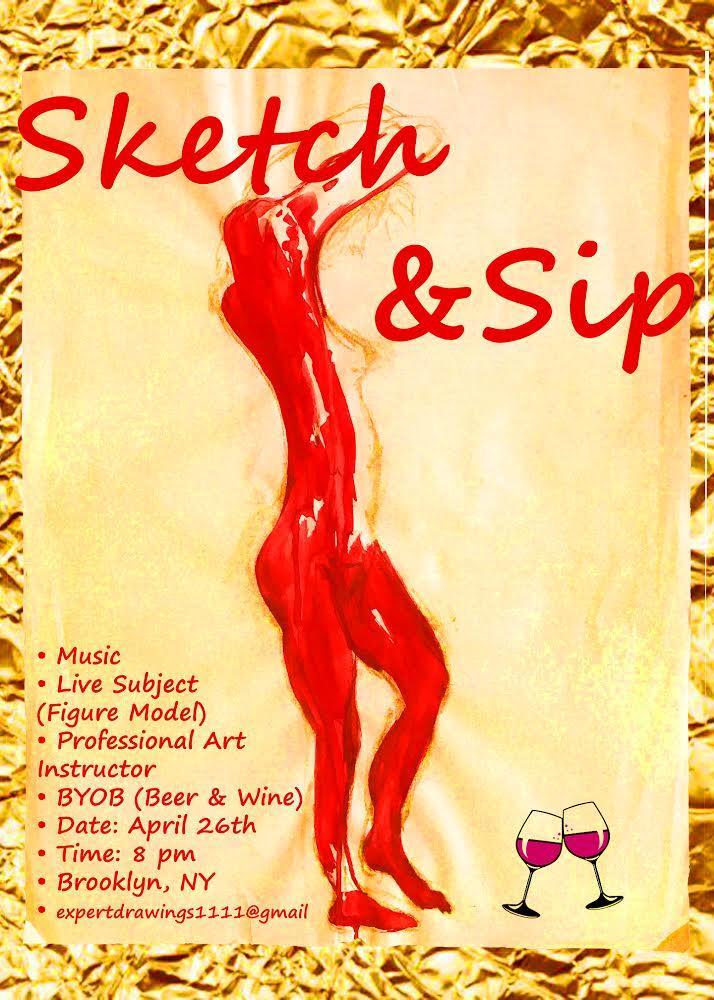 Sketch
& Sip
• Music
• Live Subject
(Figure Model)
• Professional Art
Instructor
• BYOB (Beer & Wine)
• Date: April 26th
• Time: 8 pm
• Brooklyn, NY
• expertdrawings1111@gmail